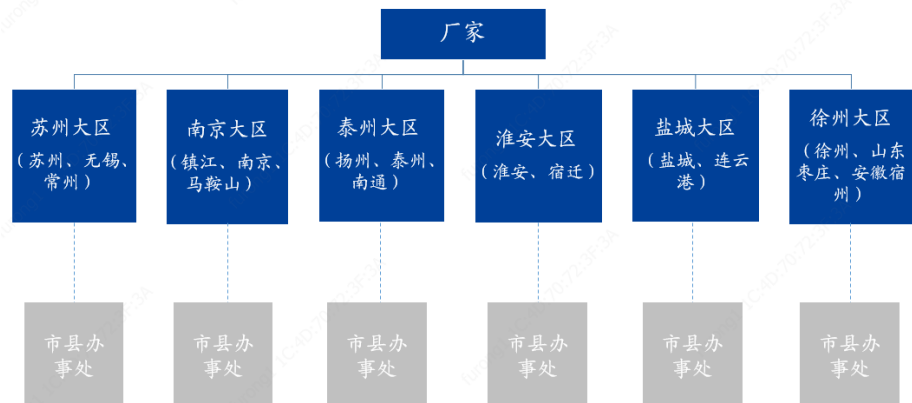 厂家
苏州大区
（苏州、无锡、
常州）
南京大区
（镇江、南京、
马鞍山）
泰州大区
（扬州、泰州、
南通）
淮安大区
（淮安、宿迁）
盐城大区
（盐城、连云
港）
徐州大区
（徐州、山东
枣庄、安徽宿
州）
市县办
事处
市县办
事处
市县办
事处
市县办
事处
市县办
事处
市县办
事处